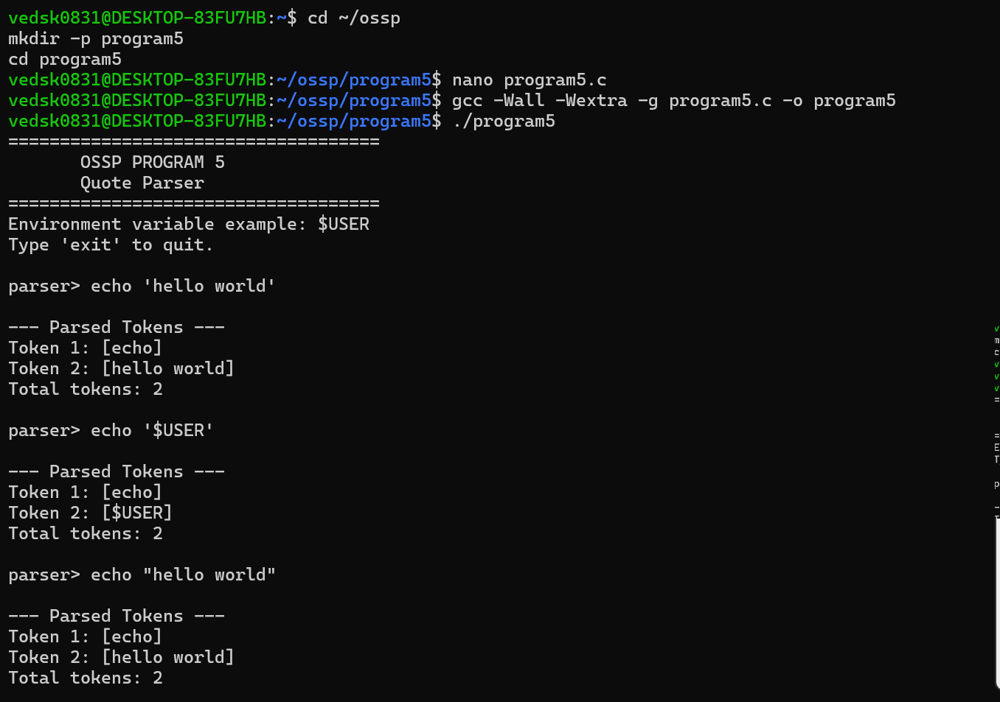 vedsk0831@DESKTOP-83FU7HB:~$ cd ~/ossp
mkdir -p program5
cd program5
vedsk0831@DESKTOP-83FU7HB:~/ossp/program5$ nano program5.c
vedsk0831@DESKTOP-83FU7HB:~/ossp/program5$ gcc -Wall -Wextra -g program5.c -o program5
vedsk0831@DESKTOP-83FU7HB:~/ossp/program5$ ./program5
====================================
OSSP PROGRAM 5
Quote Parser
====================================
Environment variable example: $USER
Type 'exit' to quit.
parser> echo 'hello world'
--- Parsed Tokens ---
Token 1: [echo]
Token 2: [hello world]
Total tokens: 2
parser> echo '$USER'
--- Parsed Tokens ---
Token 1: [echo]
Token 2: [$USER]
Total tokens: 2
parser> echo "hello world"
--- Parsed Tokens ---
Token 1: [echo]
Token 2: [hello world]
Total tokens: 2